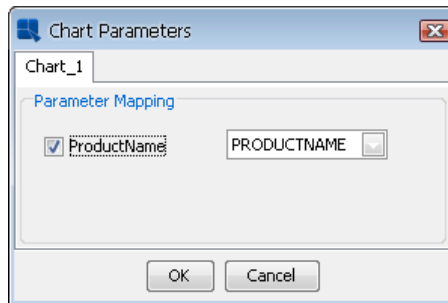 Chart Parameters
Chart_1
Parameter Mapping
ProductName PRODUCTNAME
OK Cancel